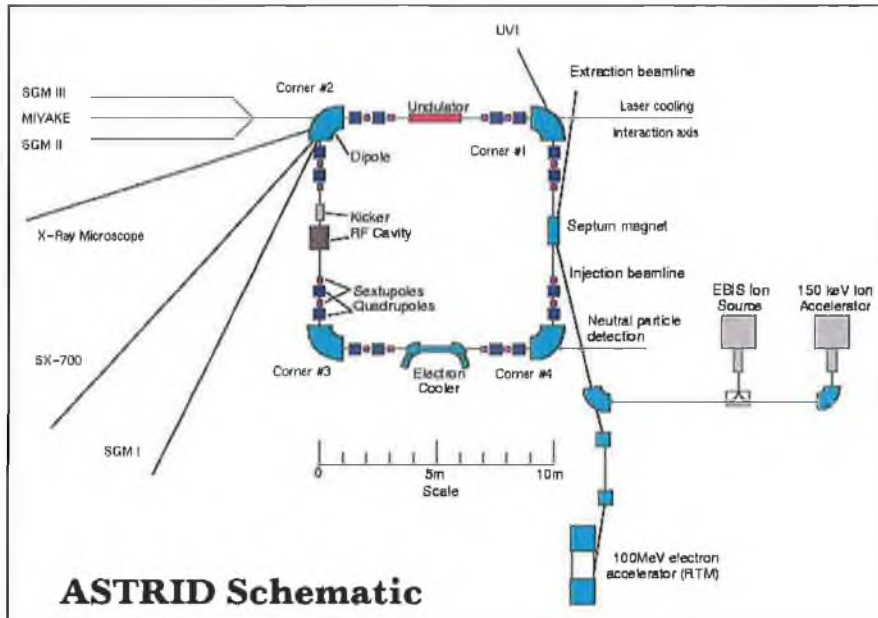 UV1
Extraction beamline
Corner #2
SGM III
Undulator
Laser cooling
MIYAKE
Interaction axis
SGM II
Corner #1
Dipole
X-Ray Microscope
Kicker
RF Cavity
Septum magnet
Injection beamline
Sextupoles
Quadrupoles
EBIS Ion
Source
150 keV Ion
Accelerator
Neutral particle
detection
SX-700
Corner #3
Electron
Cooler
Corner #4
SGM I
0
5m
10m
Scale
100MeV electron
accelerator (RTM)
ASTRID Schematic